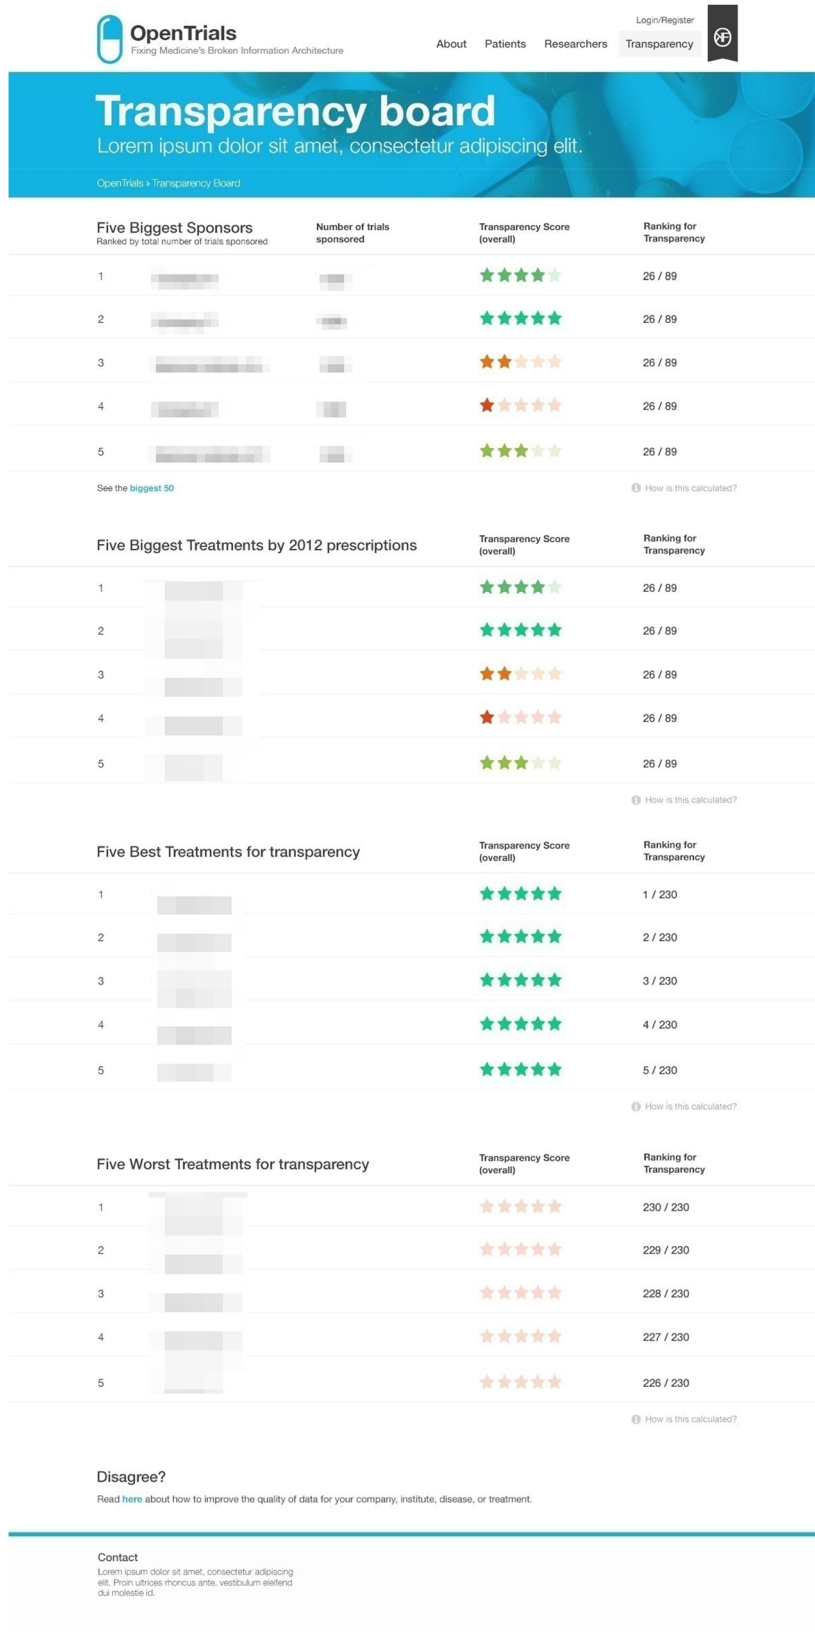 Login/Register
OpenTrials
Fixing Medicine's Broken Information Architecture
About Patients Researchers Transparency
Transparency board
Lorem ipsum dolor sit amet, consectetur adipiscing elit.
OpenTrials › Transparency Board
Five Biggest Sponsors
Ranked by total number of trials sponsored
Number of trials
sponsored
Transparency Score
(overall)
Ranking for
Transparency
1 26 / 89
2 26 / 89
3 26 / 89
4 26 / 89
5 26 / 89
See the biggest 50
How is this calculated?
Five Biggest Treatments by 2012 prescriptions
Transparency Score
(overall)
Ranking for
Transparency
1 26 / 89
2 26 / 89
3 26 / 89
4 26 / 89
5 26 / 89
How is this calculated?
Five Best Treatments for transparency
Transparency Score
(overall)
Ranking for
Transparency
1 1 / 230
2 2 / 230
3 3 / 230
4 4 / 230
5 5 / 230
How is this calculated?
Five Worst Treatments for transparency
Transparency Score
(overall)
Ranking for
Transparency
1 230 / 230
2 229 / 230
3 228 / 230
4 227 / 230
5 226 / 230
How is this calculated?
Disagree?
Read here about how to improve the quality of data for your company, institute, disease, or treatment.
Contact
Lorem ipsum dolor sit amet, consectetur adipiscing
elit. Proin ultrices rhoncus ante, vestibulum eleifend
dui molestie id.